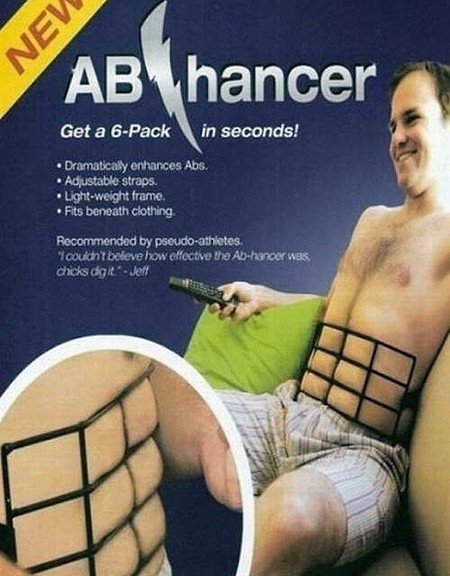 NEW
AB hancer
Get a 6-Pack in seconds!
• Dramatically enhances Abs.
• Adjustable straps.
• Light-weight frame.
• Fits beneath clothing.
Recommended by pseudo-athletes.
"I couldn't believe how effective the Ab-hancer was,
chicks dig it." - Jeff